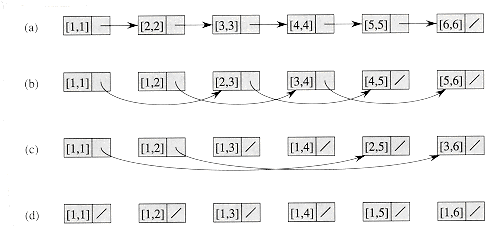 (a) [1,1] [2,2] [3,3] [4,4] [5,5] [6,6]
(b) [1,1] [1,2] [2,3] [3,4] [4,5] [5,6]
(c) [1,1] [1,2] [1,3] [1,4] [2,5] [3,6]
(d) [1,1] [1,2] [1,3] [1,4] [1,5] [1,6]